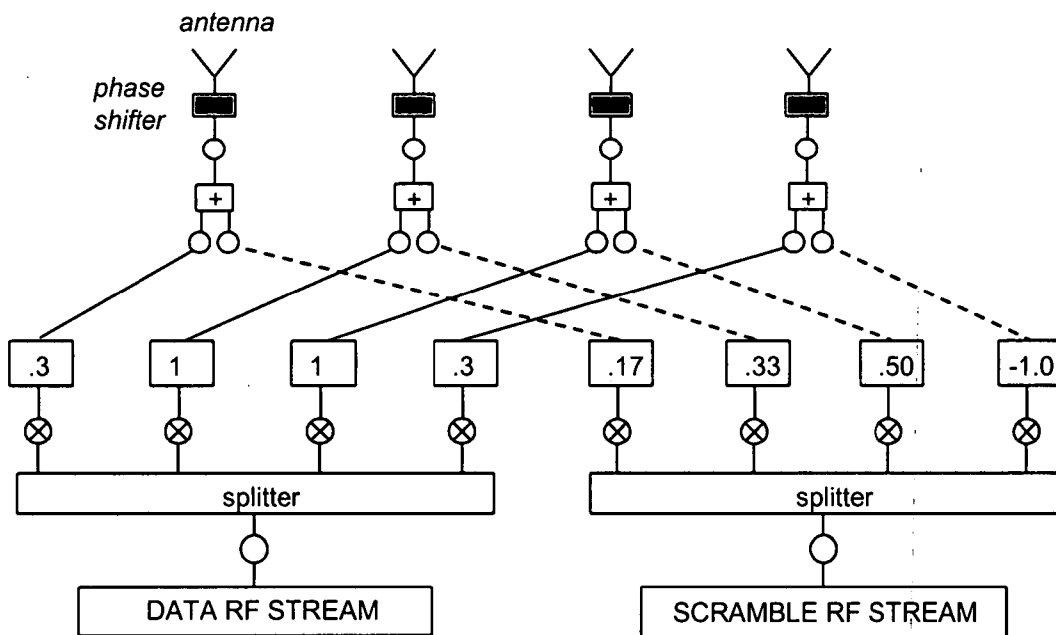 antenna
phase
shifter
+ + + +
.3 1 1 .3 .17 .33 .50 -1.0
splitter splitter
DATA RF STREAM SCRAMBLE RF STREAM